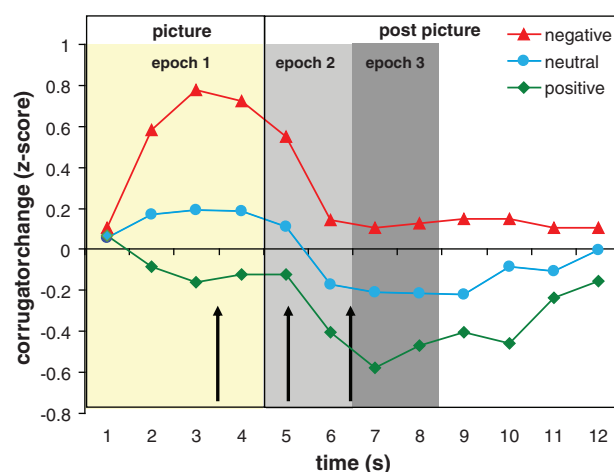 picture
post picture
epoch 1
epoch 2
epoch 3
negative
neutral
positive
corrugatorchange (z-score)
1
0.8
0.6
0.4
0.2
0
-0.2
-0.4
-0.6
-0.8
1 2 3 4 5 6 7 8 9 10 11 12
time (s)